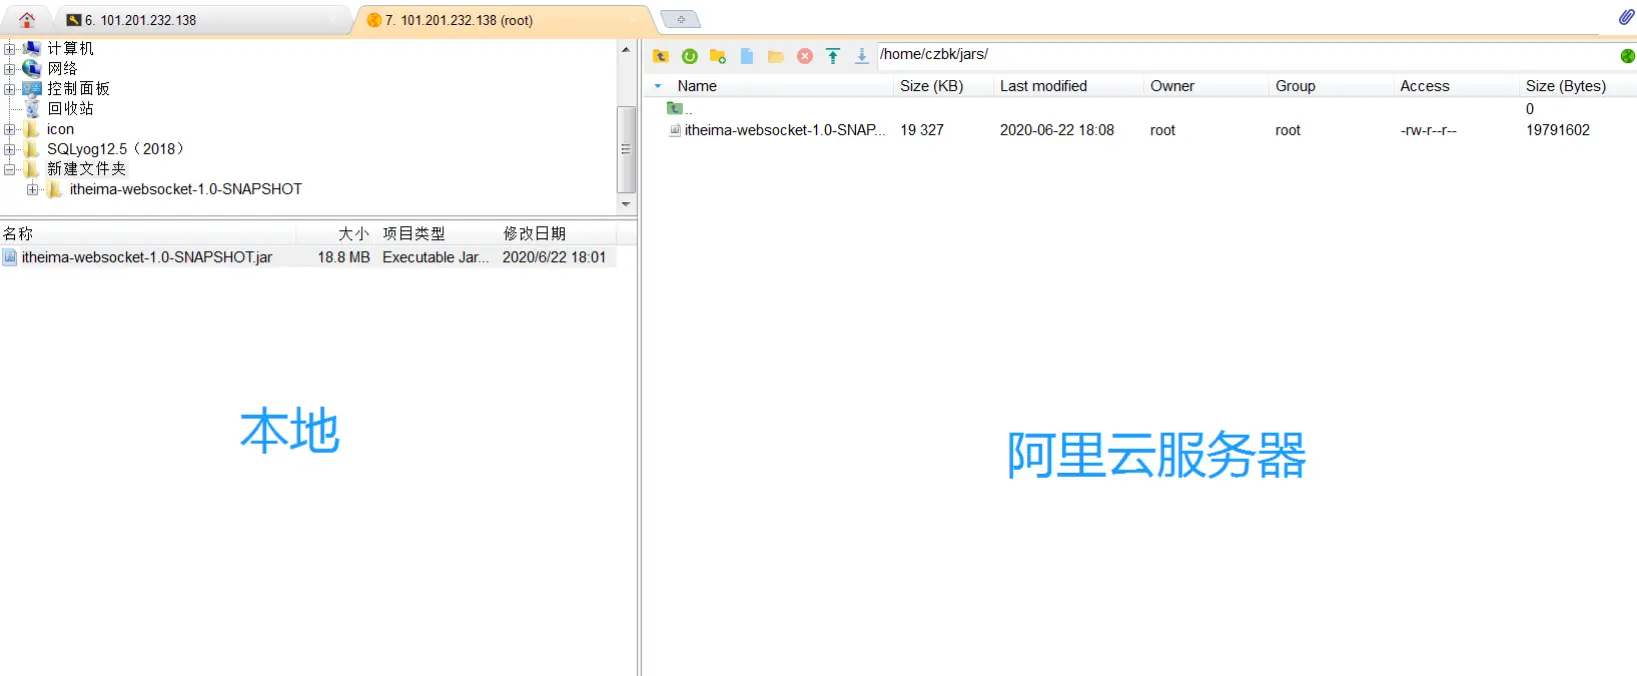 6. 101.201.232.138
7. 101.201.232.138 (root)
计算机
网络
控制面板
回收站
icon
SQLyog12.5（2018）
新建文件夹
itheima-websocket-1.0-SNAPSHOT
名称 大小 项目类型 修改日期
itheima-websocket-1.0-SNAPSHOT.jar 18.8 MB Executable Jar... 2020/6/22 18:01
本地
/home/czbk/jars/
Name Size (KB) Last modified Owner Group Access Size (Bytes)
.. 0
itheima-websocket-1.0-SNAP... 19 327 2020-06-22 18:08 root root -rw-r--r-- 19791602
阿里云服务器